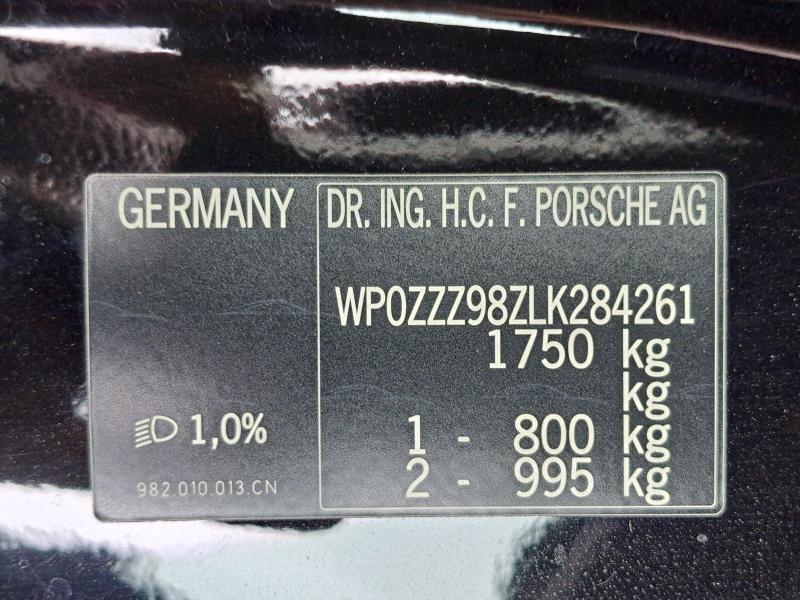 GERMANY
1,0%
982.010.013.CN
DR. ING. H.C. F. PORSCHE AG
WP0ZZZ98ZLK284261
1750 kg
kg
1 - 800 kg
2 - 995 kg